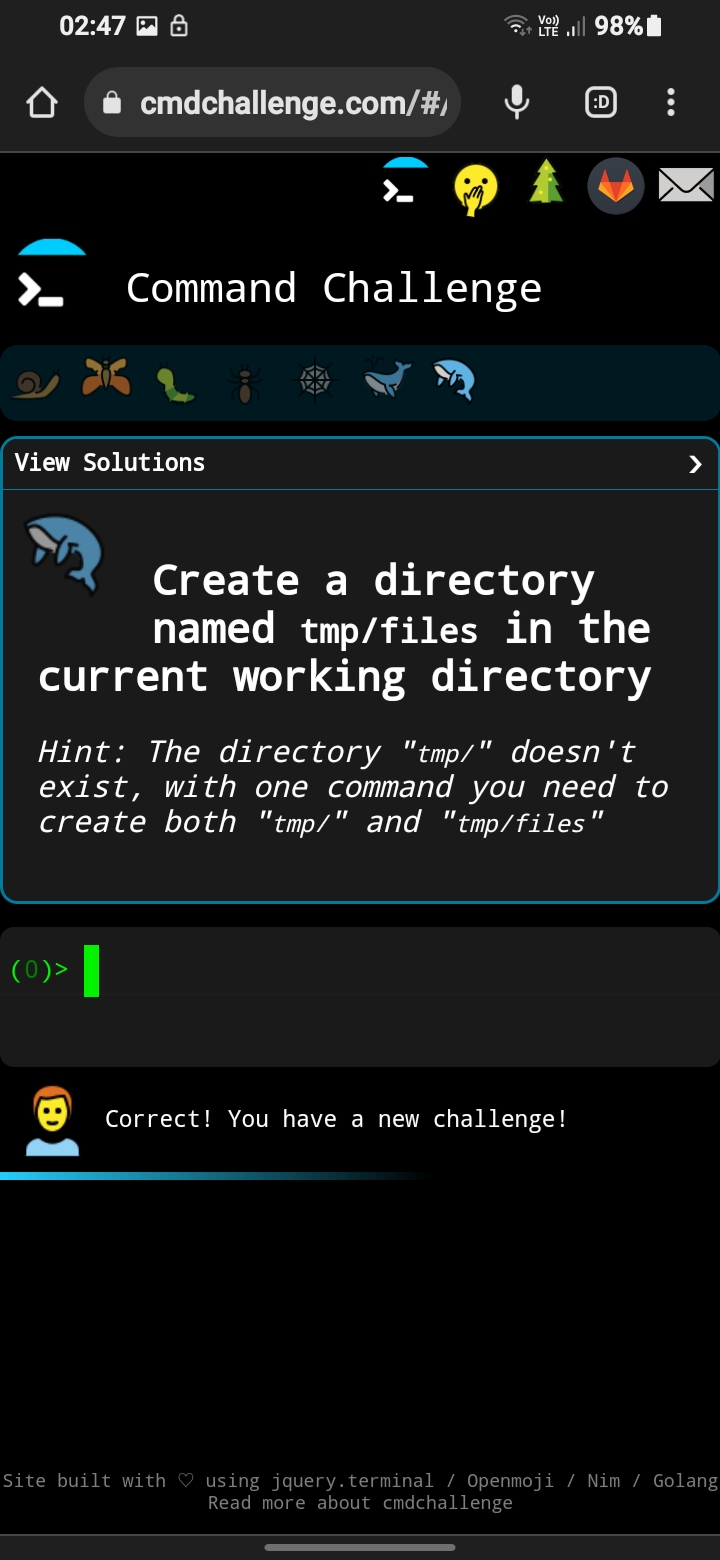 02:47 Vo)) LTE 98%
cmdchallenge.com/#/ :D
Command Challenge
View Solutions
Create a directory
named tmp/files in the
current working directory
Hint: The directory "tmp/" doesn't
exist, with one command you need to
create both "tmp/" and "tmp/files"
(0)>
Correct! You have a new challenge!
Site built with ♡ using jquery.terminal / Openmoji / Nim / Golang
Read more about cmdchallenge